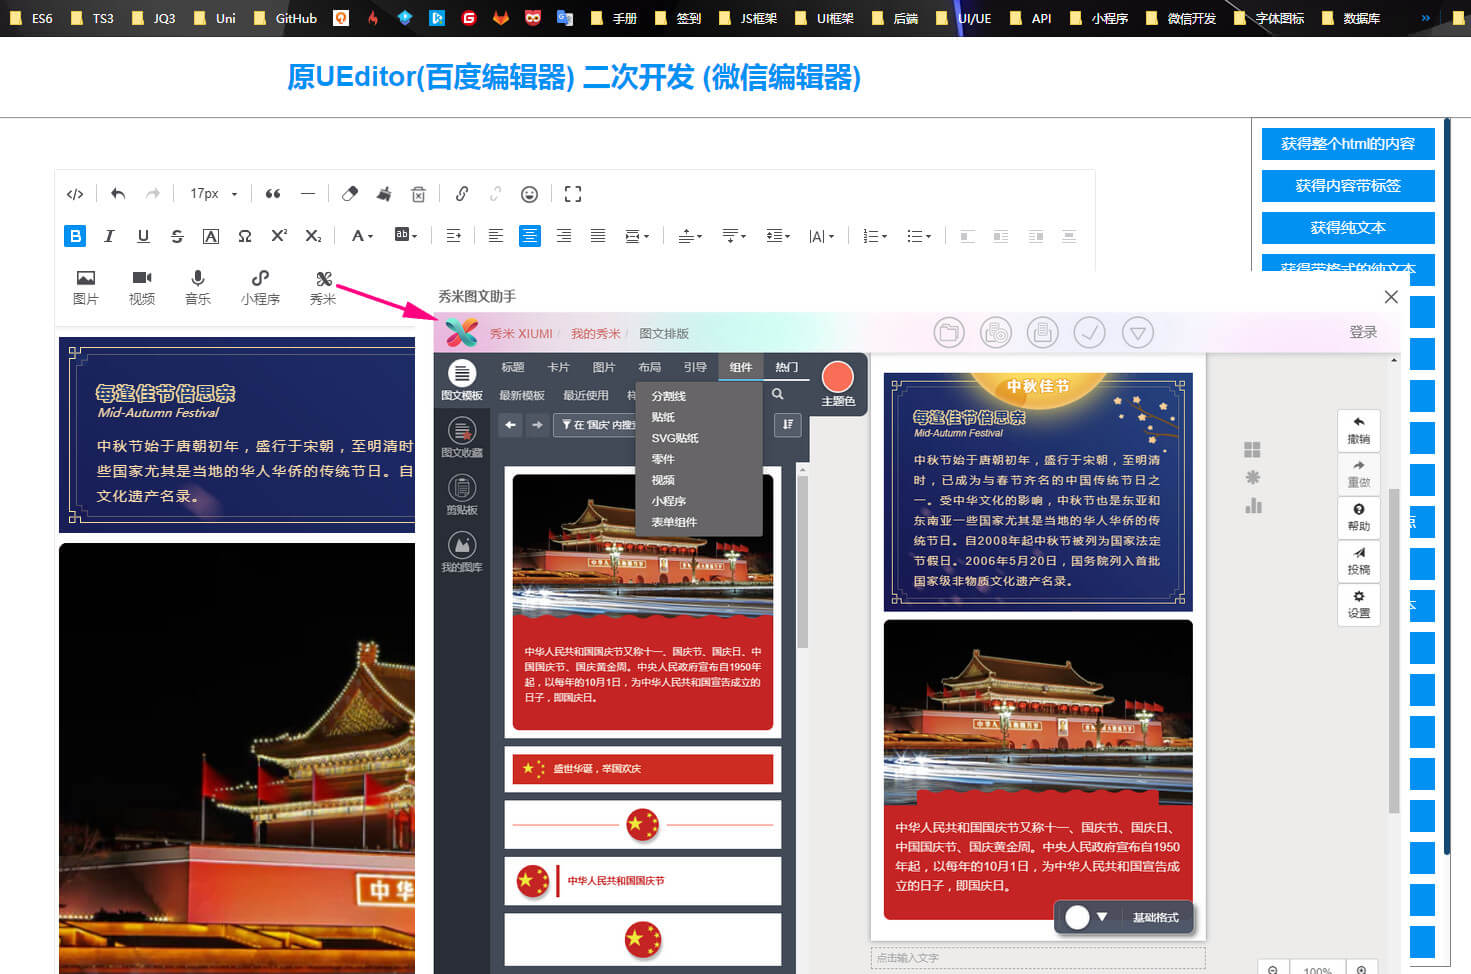 ES6 TS3 JQ3 Uni GitHub 手册 签到 JS框架 UI框架 后端 UI/UE API 小程序 微信开发 字体图标 数据库 »
原UEditor(百度编辑器) 二次开发 (微信编辑器)
获得整个html的内容
获得内容带标签
获得纯文本
获得带格式的纯文本
17px
图片 视频 音乐 小程序 秀米
每逢佳节倍思亲
Mid-Autumn Festival
中秋节始于唐朝初年，盛行于宋朝，至明清时
些国家尤其是当地的华人华侨的传统节日。自
文化遗产名录。
中华
秀米图文助手
秀米 XIUMI / 我的秀米 / 图文排版
登录
图文模板
图文收藏
剪贴板
我的图库
标题 卡片 图片 布局 引导 组件 热门
最新模板 最近使用
主题色
在 '国庆' 内搜
分割线
贴纸
SVG贴纸
零件
视频
小程序
表单组件
中华人民共和国国庆节又称十一、国庆节、国庆日、中
国国庆节、国庆黄金周。中央人民政府宣布自1950年
起，以每年的10月1日，为中华人民共和国宣告成立的
日子，即国庆日。
盛世华诞，举国欢庆
中华人民共和国国庆节
中秋佳节
每逢佳节倍思亲
Mid-Autumn Festival
中秋节始于唐朝初年，盛行于宋朝，至明清
时，已成为与春节齐名的中国传统节日之
一。受中华文化的影响，中秋节也是东亚和
东南亚一些国家尤其是当地的华人华侨的传
统节日。自2008年起中秋节被列为国家法定
节假日。2006年5月20日，国务院列入首批
国家级非物质文化遗产名录。
中华人民共和国国庆节又称十一、国庆节、国庆日、
中国国庆节、国庆黄金周。中央人民政府宣布自1950
年起，以每年的10月1日，为中华人民共和国宣告成
立的日子，即国庆日。
基础格式
点击输入文字
撤销
重做
帮助
投稿
设置
100%